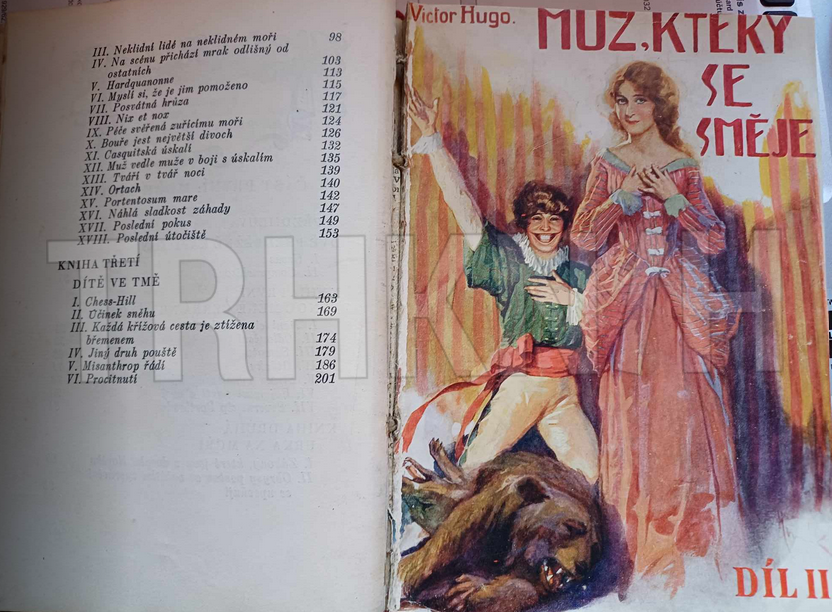 III. Neklidní lidé na neklidném moři 98
IV. Na scénu přichází mrak odlišný od
ostatních 103
V. Hardquanonne 113
VI. Myslí si, že je jim pomoženo 115
VII. Posvátná hrůza 117
VIII. Nix et nox 121
IX. Péče svěřená zuřícímu moři 124
X. Bouře jest největší divoch 126
XI. Casquitská úskalí 132
XII. Muž vedle muže v boji s úskalím 135
XIII. Tváří v tvář noci 139
XIV. Ortach 140
XV. Portentosum mare 142
XVI. Náhlá sladkost záhady 147
XVII. Poslední pokus 149
XVIII. Poslední útočiště 153
KNIHA TŘETÍ
DÍTĚ VE TMĚ
I. Chess-Hill 163
II. Účinek sněhu 169
III. Každá křížová cesta je ztížena
břemenem 174
IV. Jiný druh pouště 179
V. Misanthrop řádí 186
VI. Procitnutí 201
Victor Hugo.
MUŽ, KTERÝ
SE
SMĚJE
DÍL II